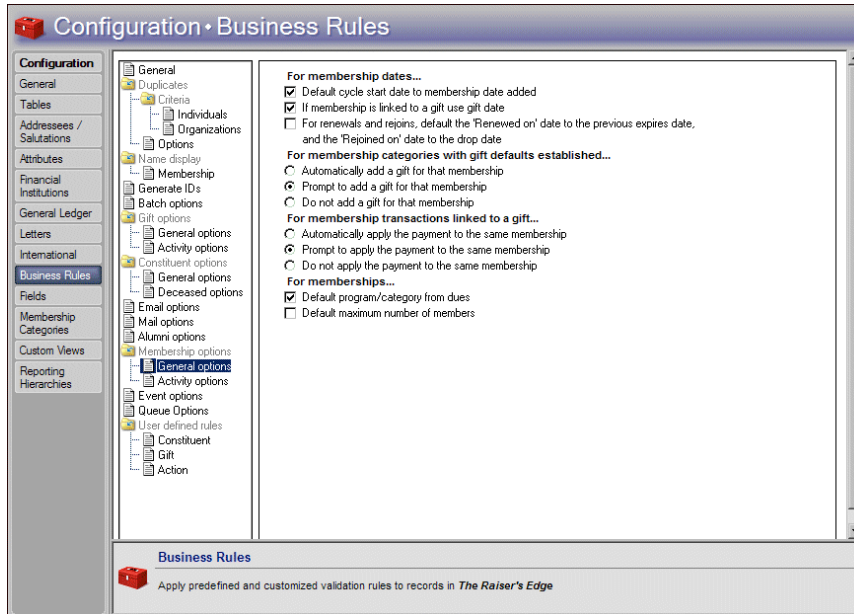 Configuration • Business Rules
Configuration
General
Tables
Addressees /
Salutations
Attributes
Financial
Institutions
General Ledger
Letters
International
Business Rules
Fields
Membership
Categories
Custom Views
Reporting
Hierarchies
General
Duplicates
Criteria
Individuals
Organizations
Options
Name display
Membership
Generate IDs
Batch options
Gift options
General options
Activity options
Constituent options
General options
Deceased options
Email options
Mail options
Alumni options
Membership options
General options
Activity options
Event options
Queue Options
User defined rules
Constituent
Gift
Action
For membership dates...
Default cycle start date to membership date added
If membership is linked to a gift use gift date
For renewals and rejoins, default the 'Renewed on' date to the previous expires date,
and the 'Rejoined on' date to the drop date
For membership categories with gift defaults established...
Automatically add a gift for that membership
Prompt to add a gift for that membership
Do not add a gift for that membership
For membership transactions linked to a gift...
Automatically apply the payment to the same membership
Prompt to apply the payment to the same membership
Do not apply the payment to the same membership
For memberships...
Default program/category from dues
Default maximum number of members
Business Rules
Apply predefined and customized validation rules to records in The Raiser's Edge